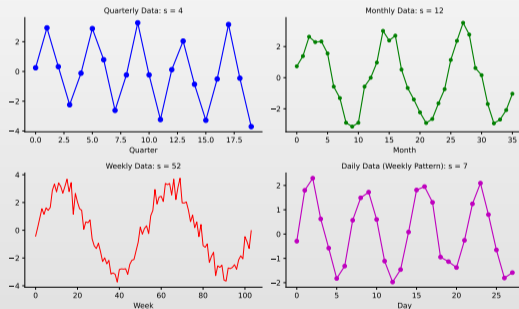 Quarterly Data: s = 4
2
0
−2
−4
0.0 2.5 5.0 7.5 10.0 12.5 15.0 17.5
Quarter
Monthly Data: s = 12
2
0
−2
0 5 10 15 20 25 30 35
Month
Weekly Data: s = 52
4
2
0
−2
−4
0 20 40 60 80 100
Week
Daily Data (Weekly Pattern): s = 7
2
1
0
−1
−2
0 5 10 15 20 25
Day